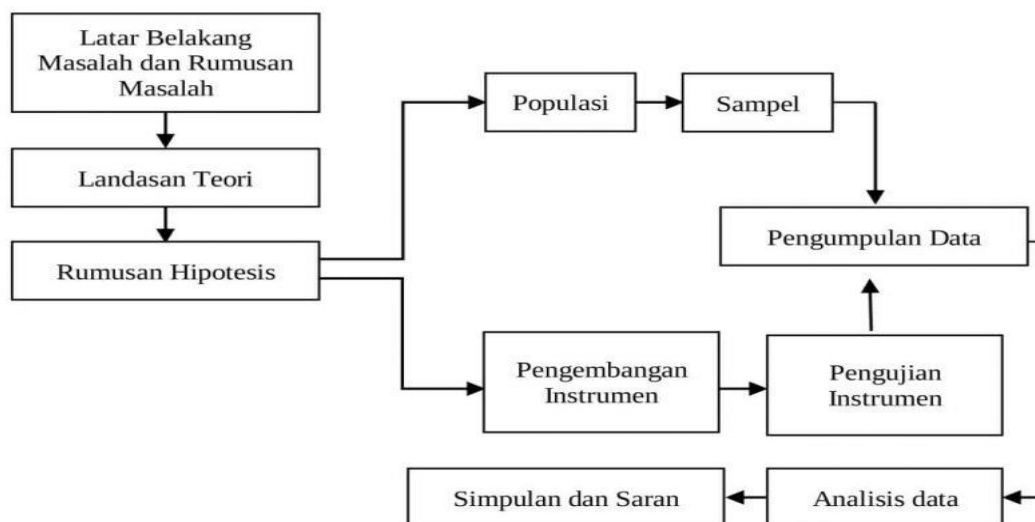 Latar Belakang
Masalah dan Rumusan
Masalah
Landasan Teori
Rumusan Hipotesis
Populasi
Sampel
Pengumpulan Data
Pengembangan
Instrumen
Pengujian
Instrumen
Simpulan dan Saran
Analisis data